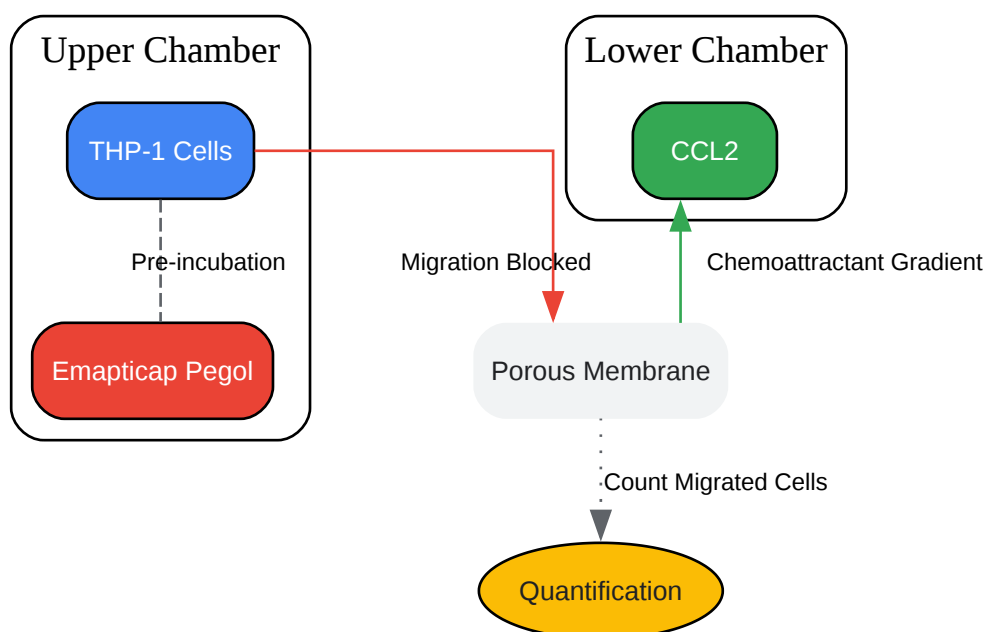 Upper Chamber
Lower Chamber
THP-1 Cells
CCL2
Pre-incubation
Migration Blocked
Chemoattractant Gradient
Emapticap Pegol
Porous Membrane
Count Migrated Cells
Quantification